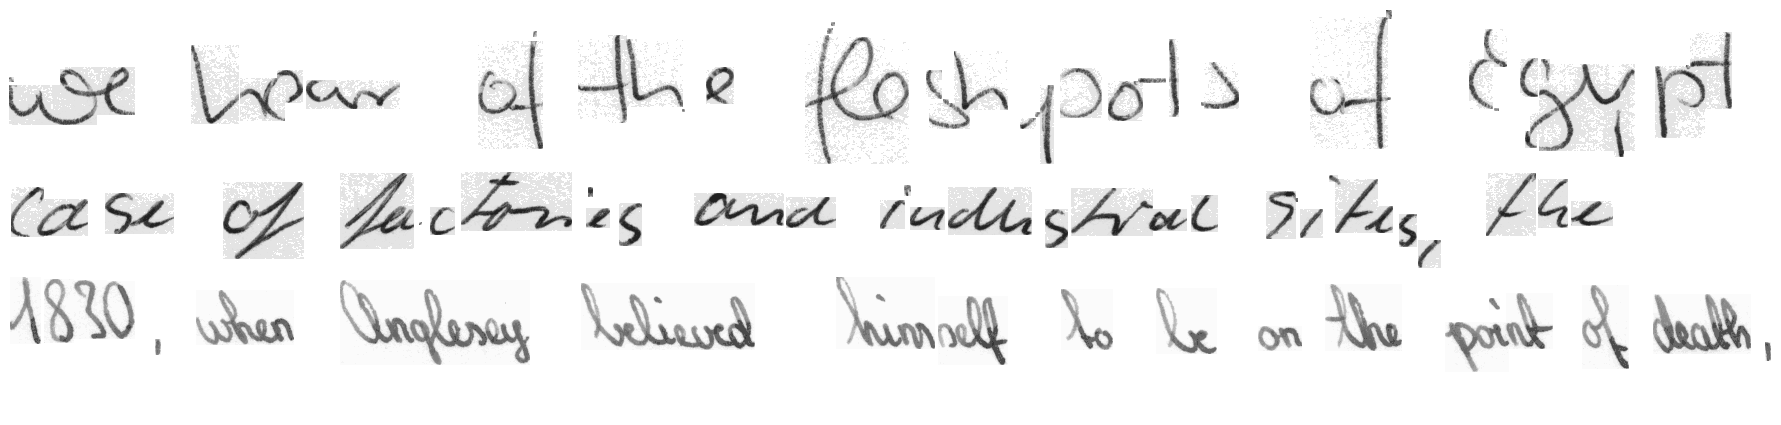 we hear of the fleshpots of Egypt
case of factories and industrial sites, the
1830, when Anglesey believed himself to be on the point of death,